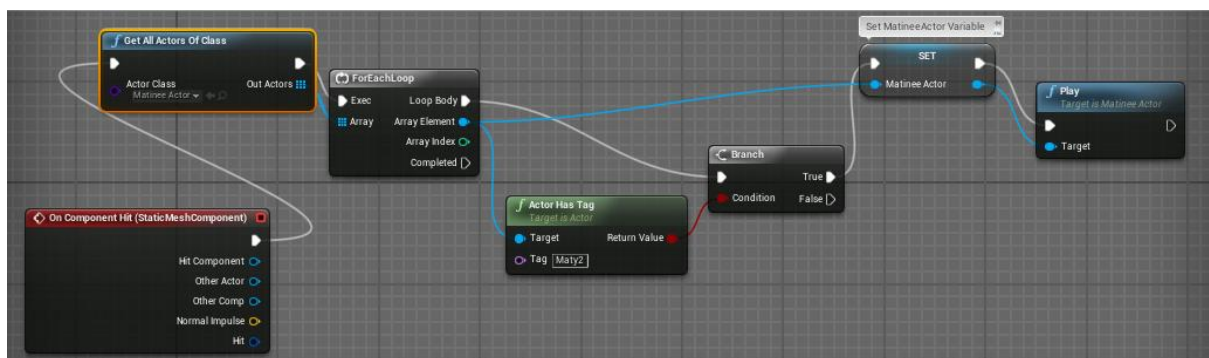 Get All Actors Of Class
Actor Class
Matinee Actor
Out Actors
ForEachLoop
Exec
Loop Body
Array
Array Element
Array Index
Completed
On Component Hit (StaticMeshComponent)
Hit Component
Other Actor
Other Comp
Normal Impulse
Hit
Actor Has Tag
Target is Actor
Target
Return Value
Tag Maty2
Branch
True
Condition
False
Set MatineeActor Variable
SET
Matinee Actor
Play
Target is Matinee Actor
Target